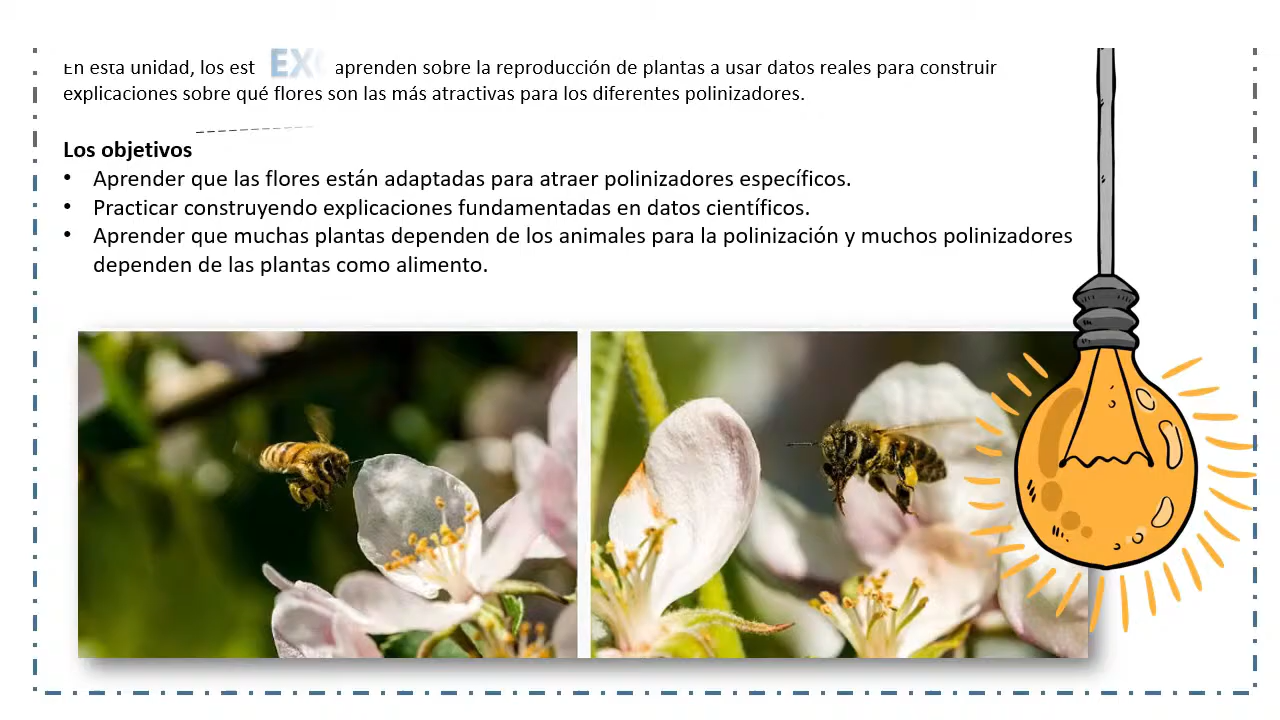 En esta unidad, los est EX aprenden sobre la reproducción de plantas a usar datos reales para construir
explicaciones sobre qué flores son las más atractivas para los diferentes polinizadores.
Los objetivos
• Aprender que las flores están adaptadas para atraer polinizadores específicos.
• Practicar construyendo explicaciones fundamentadas en datos científicos.
• Aprender que muchas plantas dependen de los animales para la polinización y muchos polinizadores
dependen de las plantas como alimento.